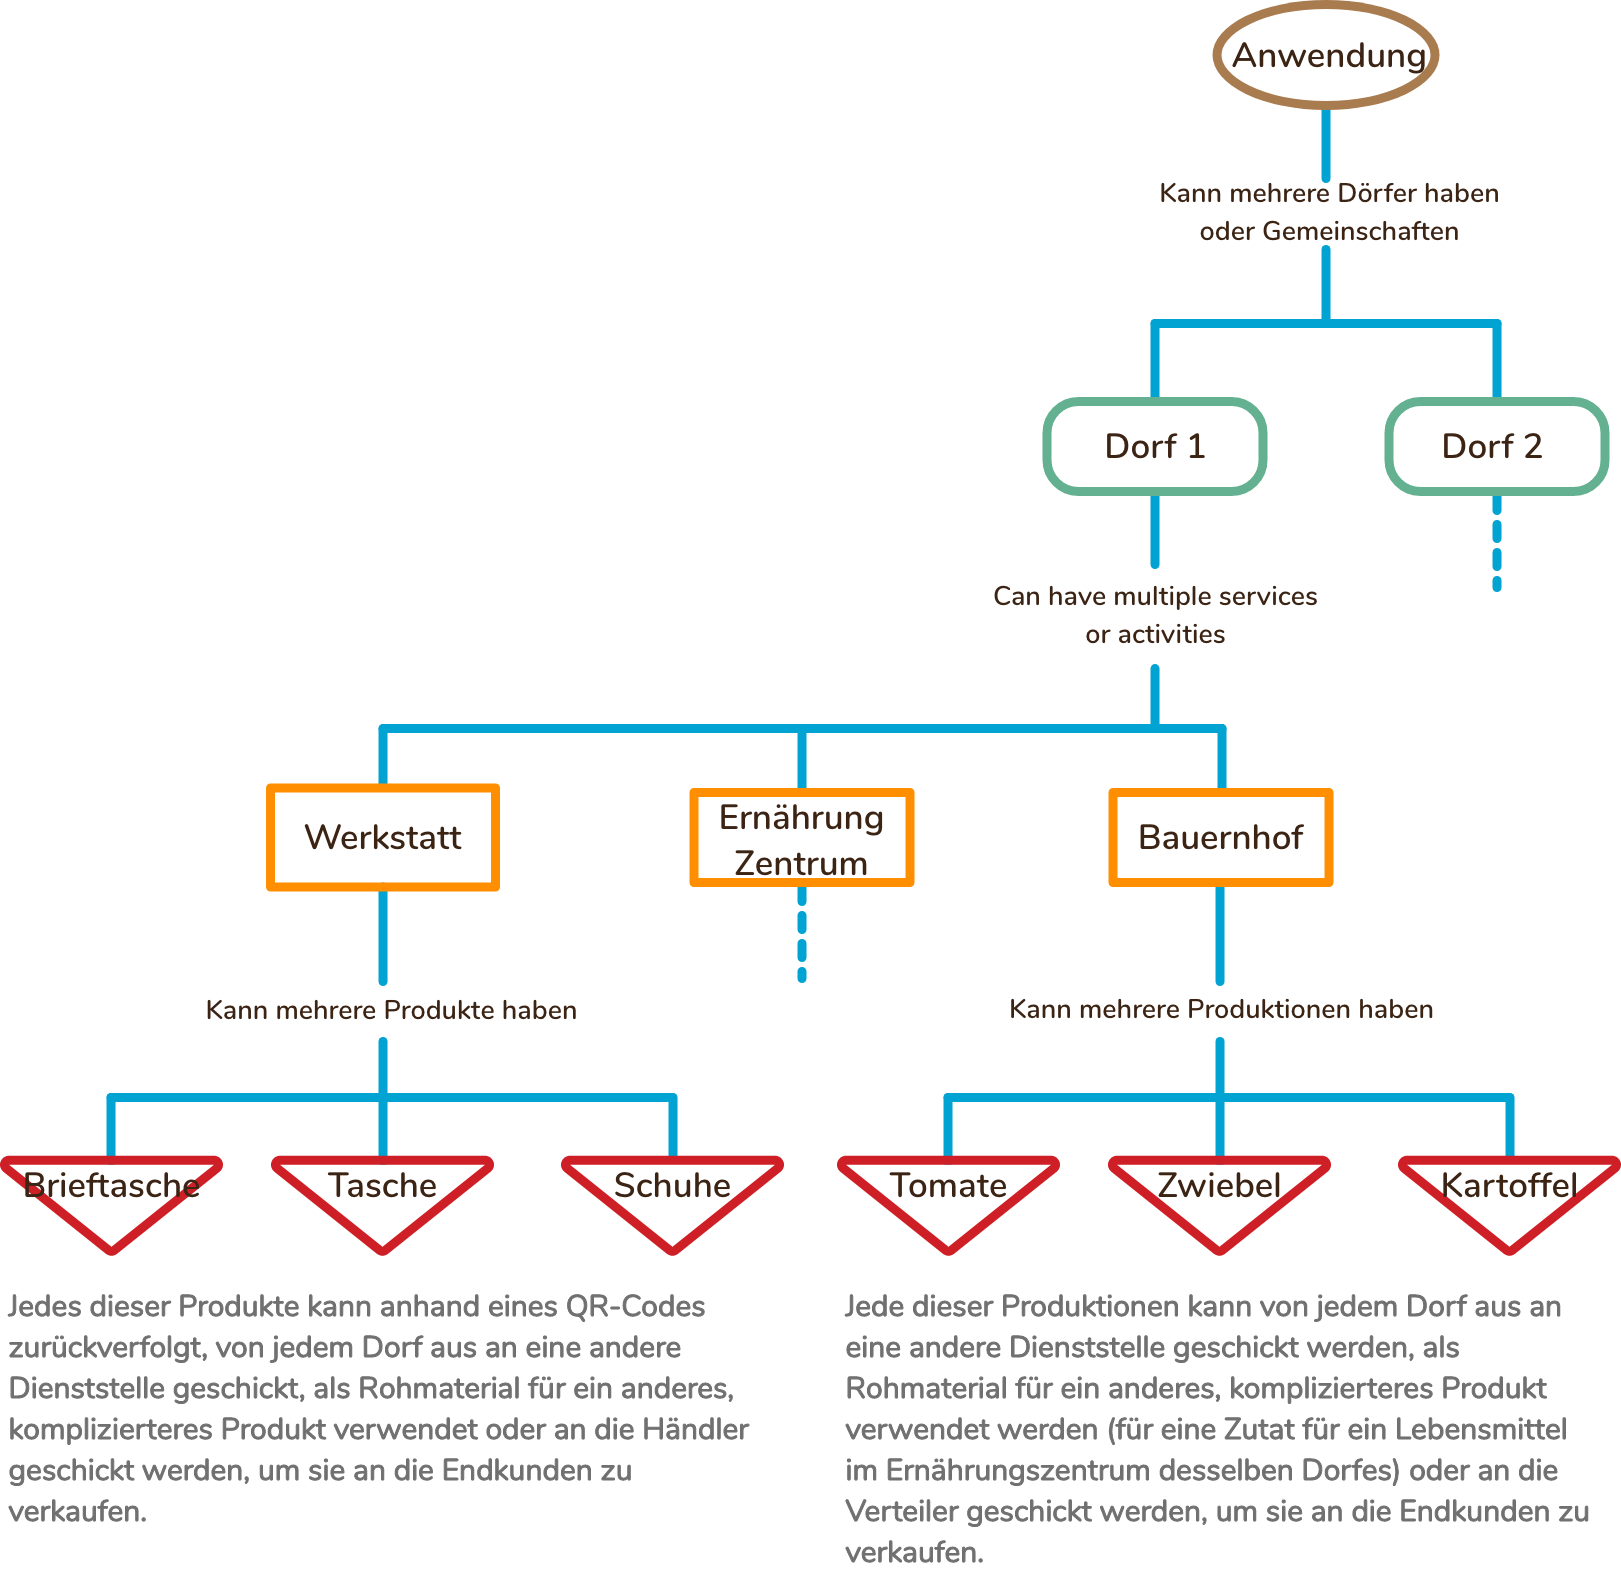 Anwendung
Kann mehrere Dörfer haben
oder Gemeinschaften
Dorf 1
Dorf 2
Can have multiple services
or activities
Werkstatt
Ernährung
Zentrum
Bauernhof
Kann mehrere Produkte haben
Kann mehrere Produktionen haben
Brieftasche
Tasche
Schuhe
Tomate
Zwiebel
Kartoffel
Jedes dieser Produkte kann anhand eines QR-Codes
zurückverfolgt, von jedem Dorf aus an eine andere
Dienststelle geschickt, als Rohmaterial für ein anderes,
komplizierteres Produkt verwendet oder an die Händler
geschickt werden, um sie an die Endkunden zu
verkaufen.
Jede dieser Produktionen kann von jedem Dorf aus an
eine andere Dienststelle geschickt werden, als
Rohmaterial für ein anderes, komplizierteres Produkt
verwendet werden (für eine Zutat für ein Lebensmittel
im Ernährungszentrum desselben Dorfes) oder an die
Verteiler geschickt werden, um sie an die Endkunden zu
verkaufen.